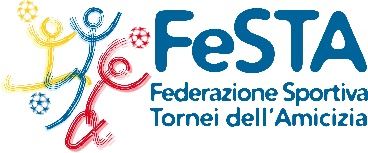 FeSTA
Federazione Sportiva
Tornei dell'Amicizia